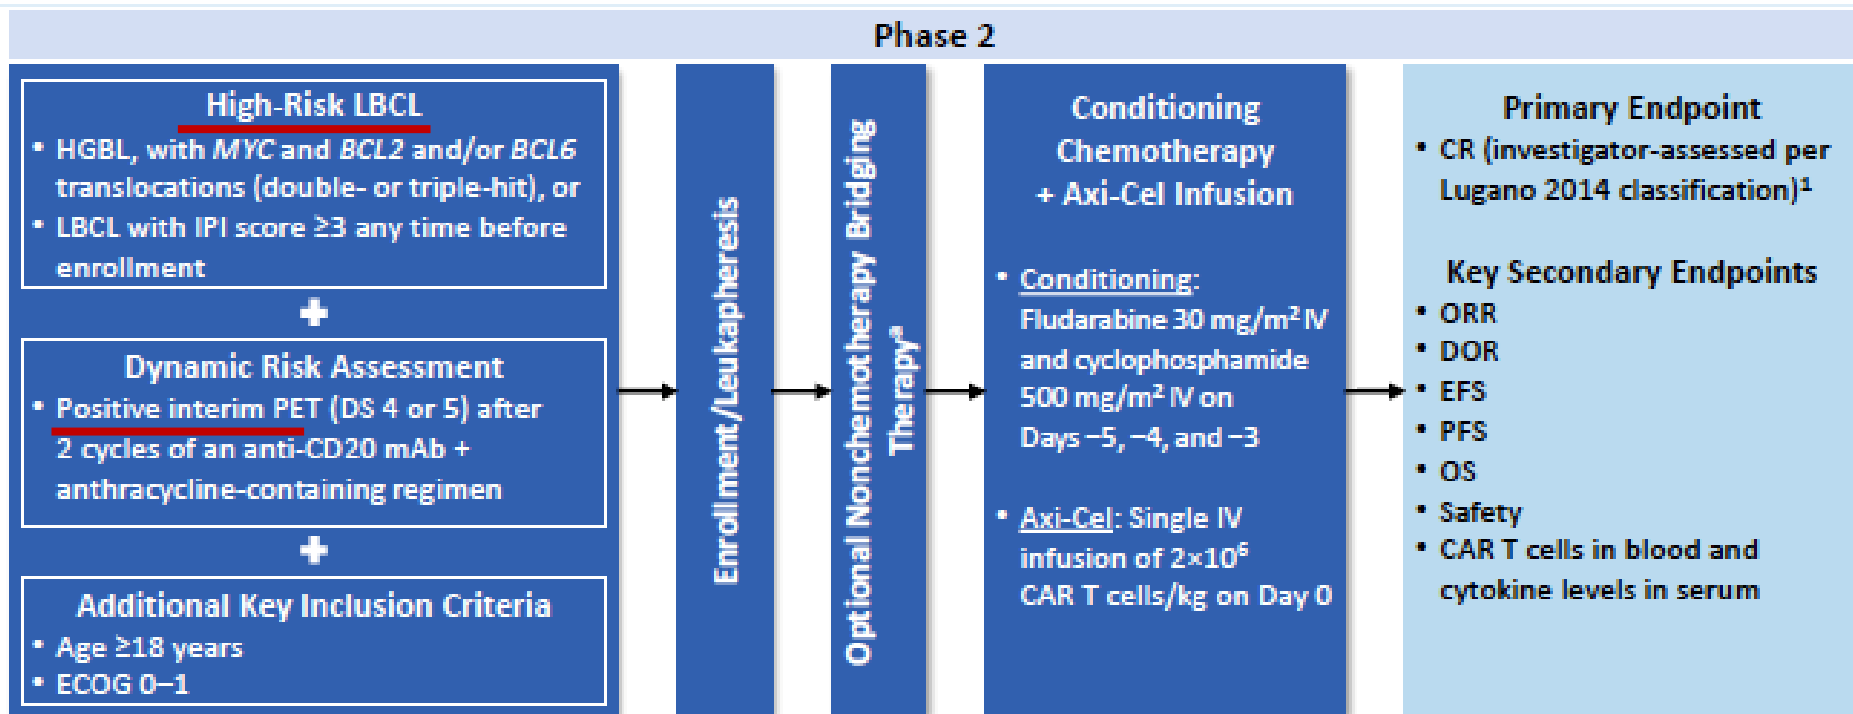 Phase 2
High-Risk LBCL
• HGBL, with MYC and BCL2 and/or BCL6
translocations (double- or triple-hit), or
• LBCL with IPI score ≥3 any time before
enrollment
+
Dynamic Risk Assessment
• Positive interim PET (DS 4 or 5) after
2 cycles of an anti-CD20 mAb +
anthracycline-containing regimen
+
Additional Key Inclusion Criteria
• Age ≥18 years
• ECOG 0–1
Enrollment/Leukapheresis
Optional Nonchemotherapy Bridging
Therapyᵃ
Conditioning
Chemotherapy
+ Axi-Cel Infusion
• Conditioning:
Fludarabine 30 mg/m² IV
and cyclophosphamide
500 mg/m² IV on
Days −5, −4, and −3
• Axi-Cel: Single IV
infusion of 2×10⁶
CAR T cells/kg on Day 0
Primary Endpoint
• CR (investigator-assessed per
Lugano 2014 classification)¹
Key Secondary Endpoints
• ORR
• DOR
• EFS
• PFS
• OS
• Safety
• CAR T cells in blood and
cytokine levels in serum